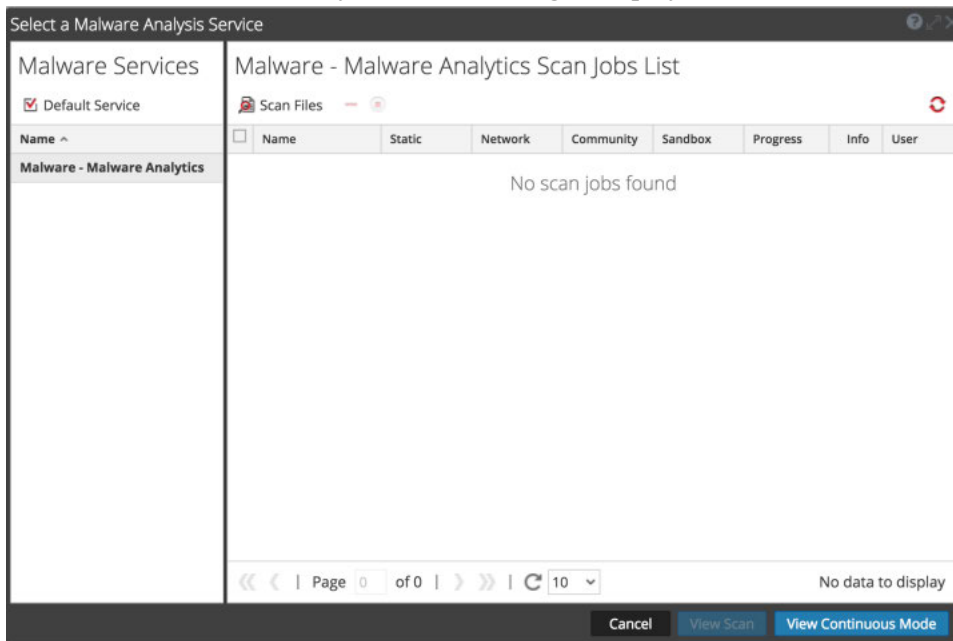 Select a Malware Analysis Service
Malware Services
Default Service
Name
Malware - Malware Analytics
Malware - Malware Analytics Scan Jobs List
Scan Files
Name Static Network Community Sandbox Progress Info User
No scan jobs found
| Page 0 of 0 | | 10 No data to display
Cancel View Scan View Continuous Mode